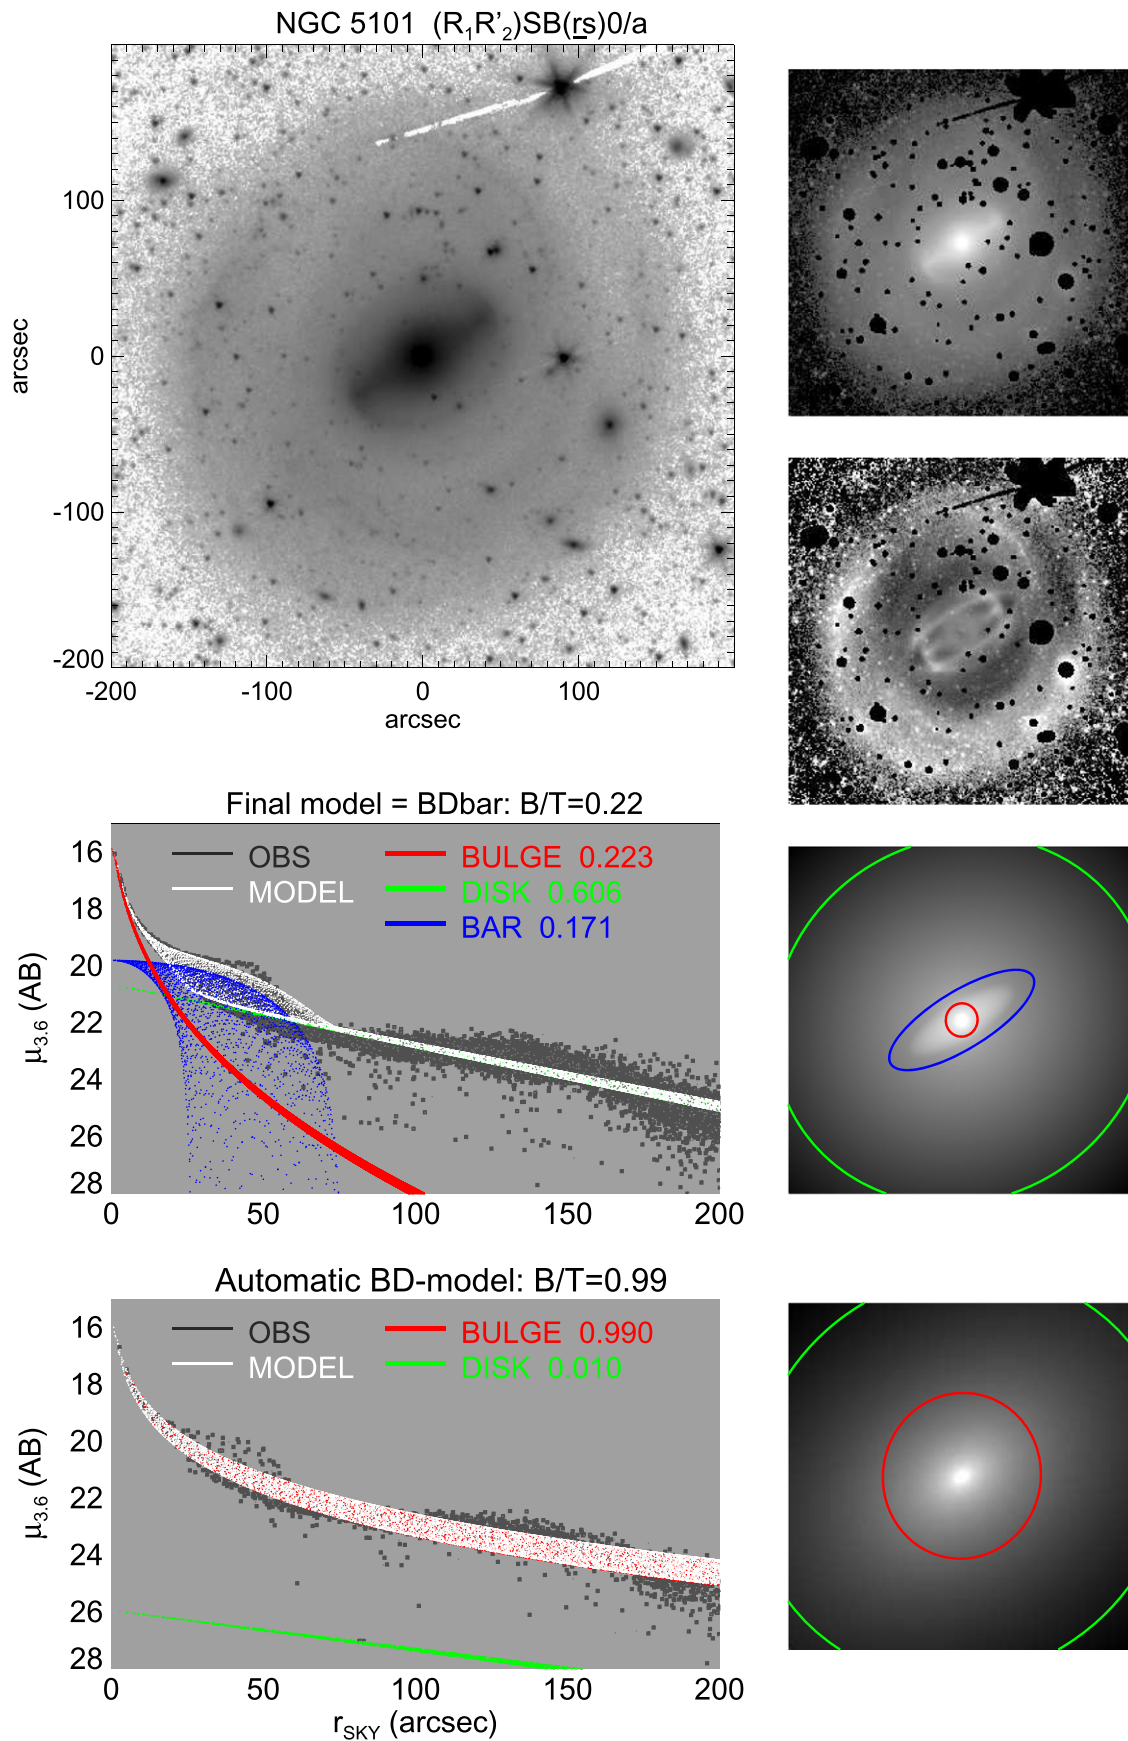 NGC 5101 (R₁R’₂)SB(rs)0/a
arcsec
100
0
-100
-200
-200 -100 0 100
arcsec
Final model = BDbar: B/T=0.22
OBS
MODEL
BULGE 0.223
DISK 0.606
BAR 0.171
μ₃.₆ (AB)
16
18
20
22
24
26
28
0 50 100 150 200
Automatic BD-model: B/T=0.99
OBS
MODEL
BULGE 0.990
DISK 0.010
μ₃.₆ (AB)
16
18
20
22
24
26
28
0 50 100 150 200
r_SKY (arcsec)